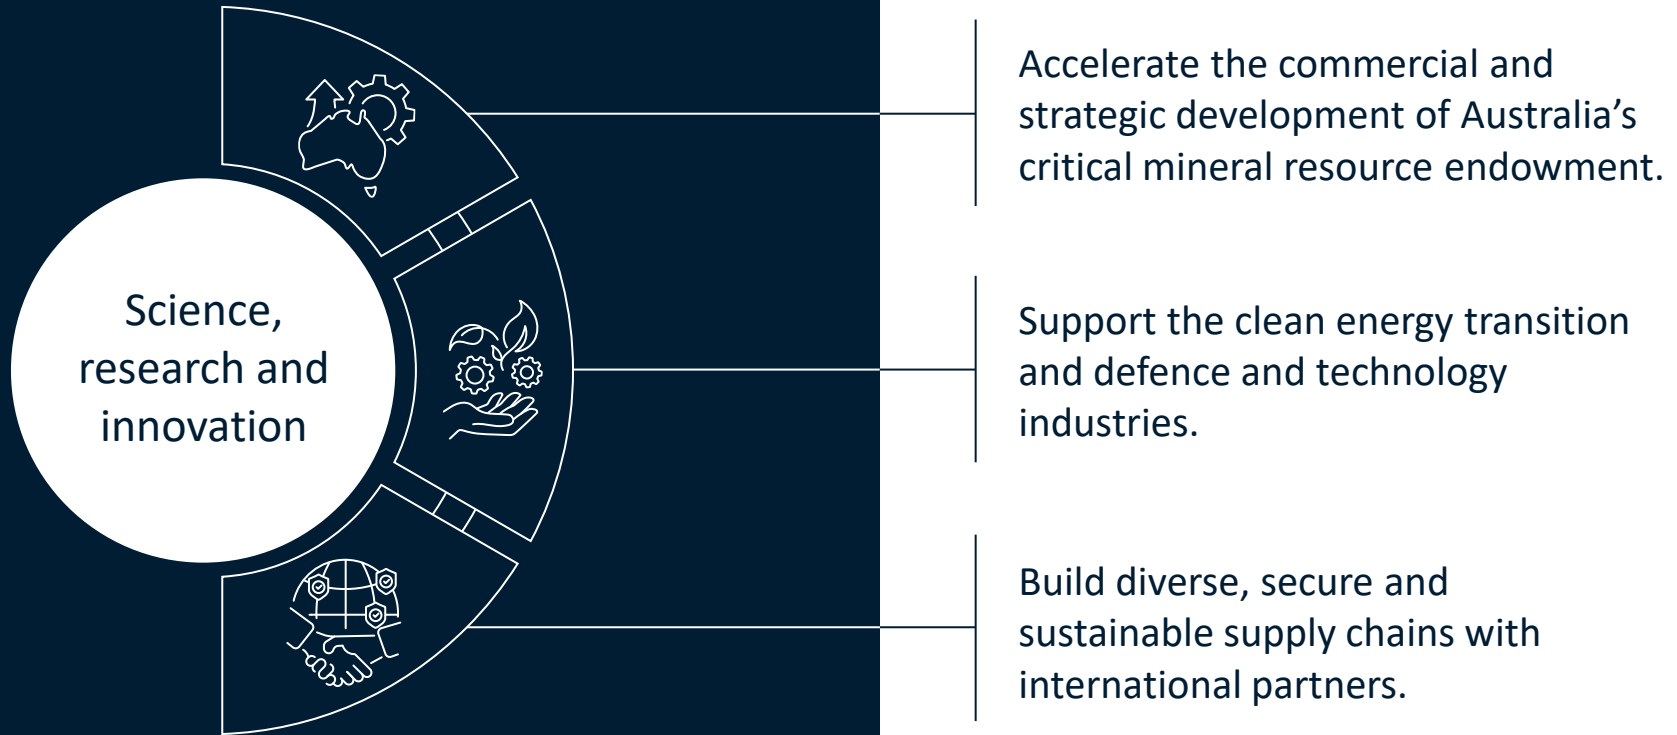 Science,
research and
innovation
Accelerate the commercial and
strategic development of Australia’s
critical mineral resource endowment.
Support the clean energy transition
and defence and technology
industries.
Build diverse, secure and
sustainable supply chains with
international partners.